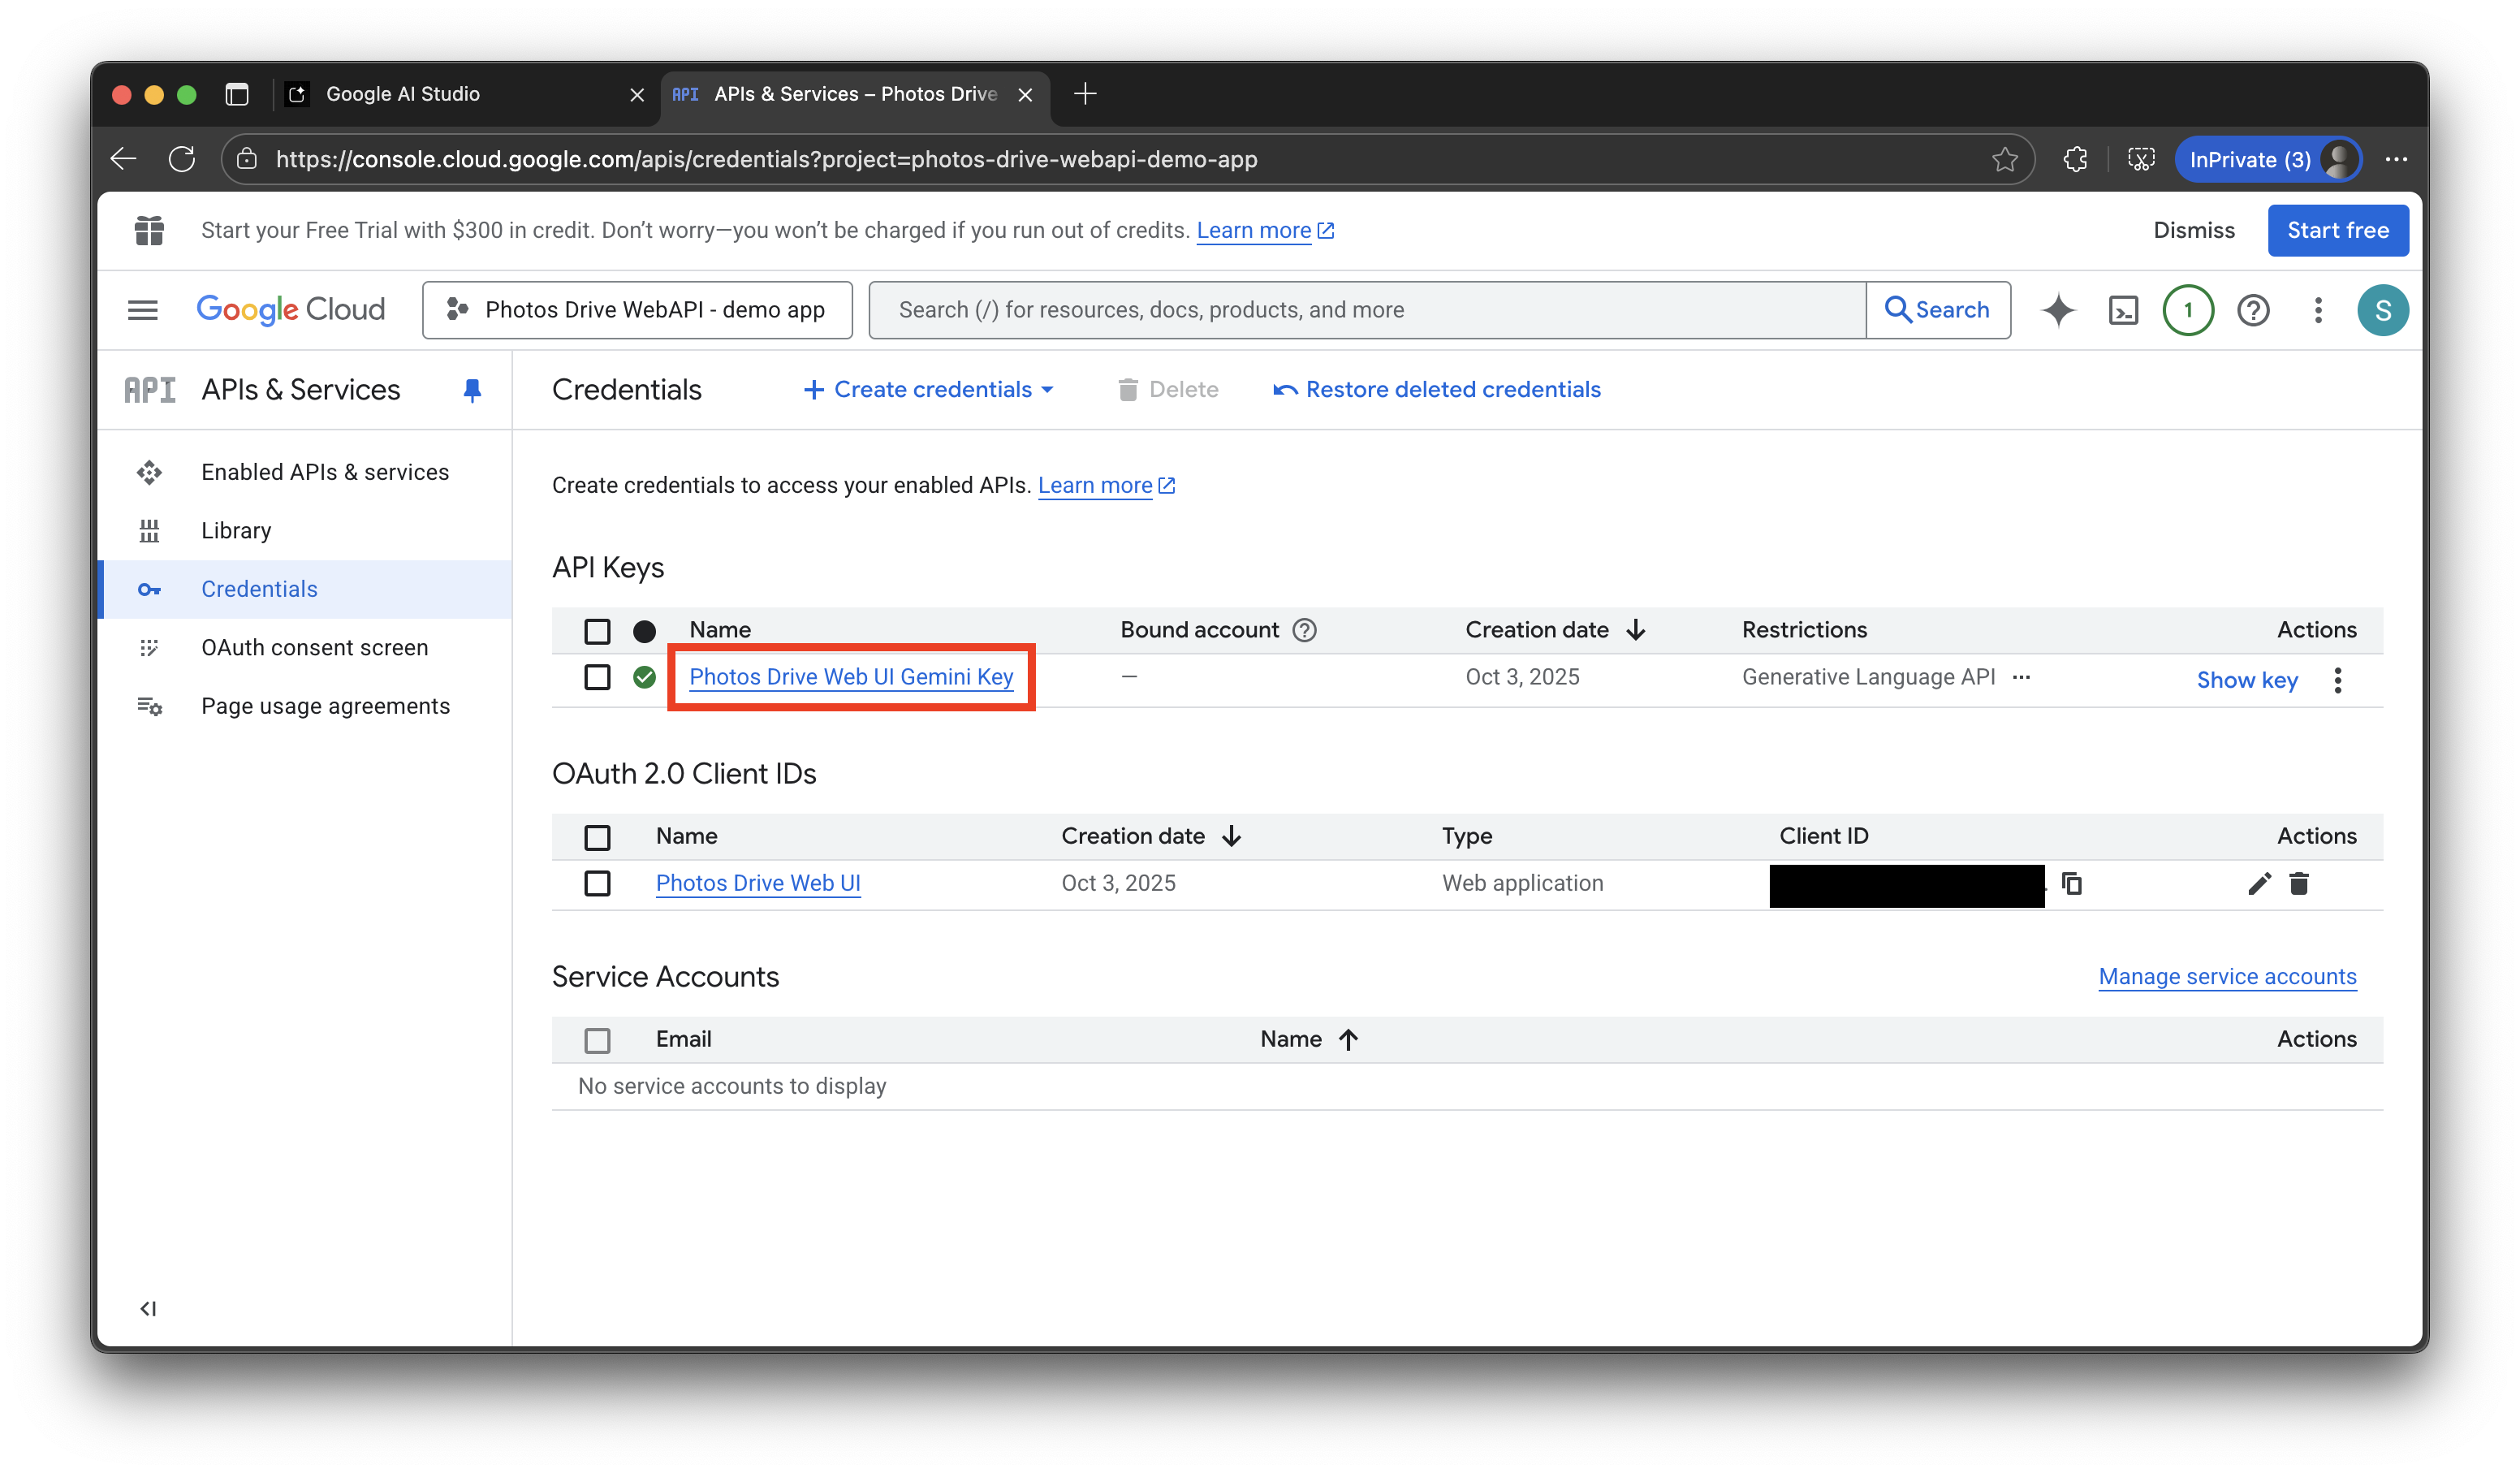 Google AI Studio
API APIs & Services – Photos Drive
https://console.cloud.google.com/apis/credentials?project=photos-drive-webapi-demo-app
InPrivate (3)
Start your Free Trial with $300 in credit. Don’t worry—you won’t be charged if you run out of credits. Learn more
Dismiss
Start free
Google Cloud
Photos Drive WebAPI - demo app
Search (/) for resources, docs, products, and more
Search
1
S
API APIs & Services
Credentials
Create credentials
Delete
Restore deleted credentials
Enabled APIs & services
Library
Credentials
OAuth consent screen
Page usage agreements
Create credentials to access your enabled APIs. Learn more
API Keys
Name Bound account Creation date Restrictions Actions
Photos Drive Web UI Gemini Key — Oct 3, 2025 Generative Language API ... Show key
OAuth 2.0 Client IDs
Name Creation date Type Client ID Actions
Photos Drive Web UI Oct 3, 2025 Web application
Service Accounts
Manage service accounts
Email Name Actions
No service accounts to display